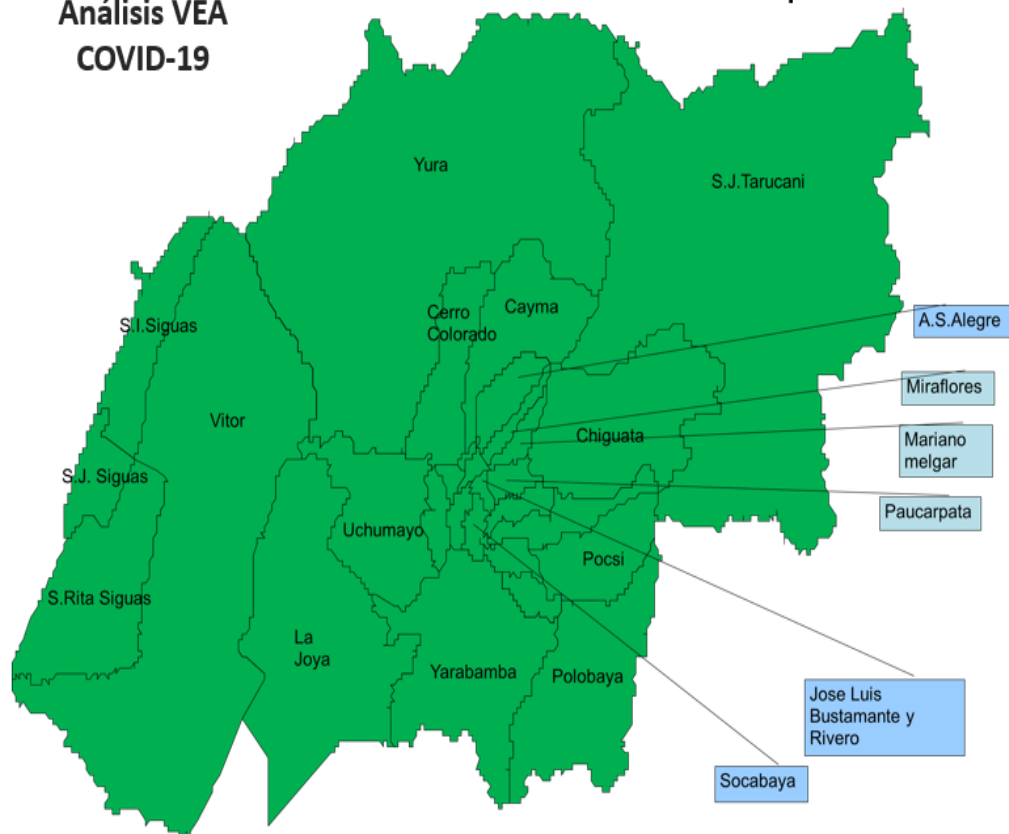 Análisis VEA
COVID-19
Yura
S.J.Tarucani
Cerro
Colorado
Cayma
A.S.Alegre
S.I.Siguas
Miraflores
Vitor
Chiguata
Mariano
melgar
S.J. Siguas
Paucarpata
Uchumayo
Pocsi
S.Rita Siguas
La
Joya
Yarabamba
Polobaya
Jose Luis
Bustamante y
Rivero
Socabaya